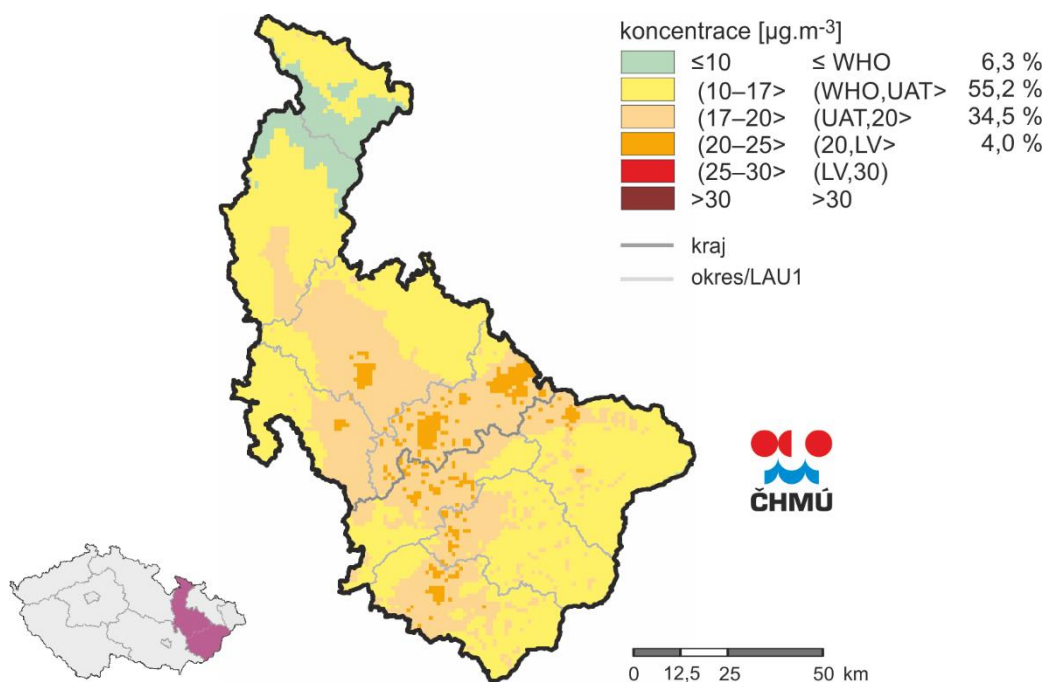 koncentrace [µg.m-3]
≤10 ≤ WHO 6,3 %
(10–17> (WHO,UAT> 55,2 %
(17–20> (UAT,20> 34,5 %
(20–25> (20,LV> 4,0 %
(25–30> (LV,30)
>30 >30
kraj
okres/LAU1
ČHMÚ
0 12,5 25 50 km